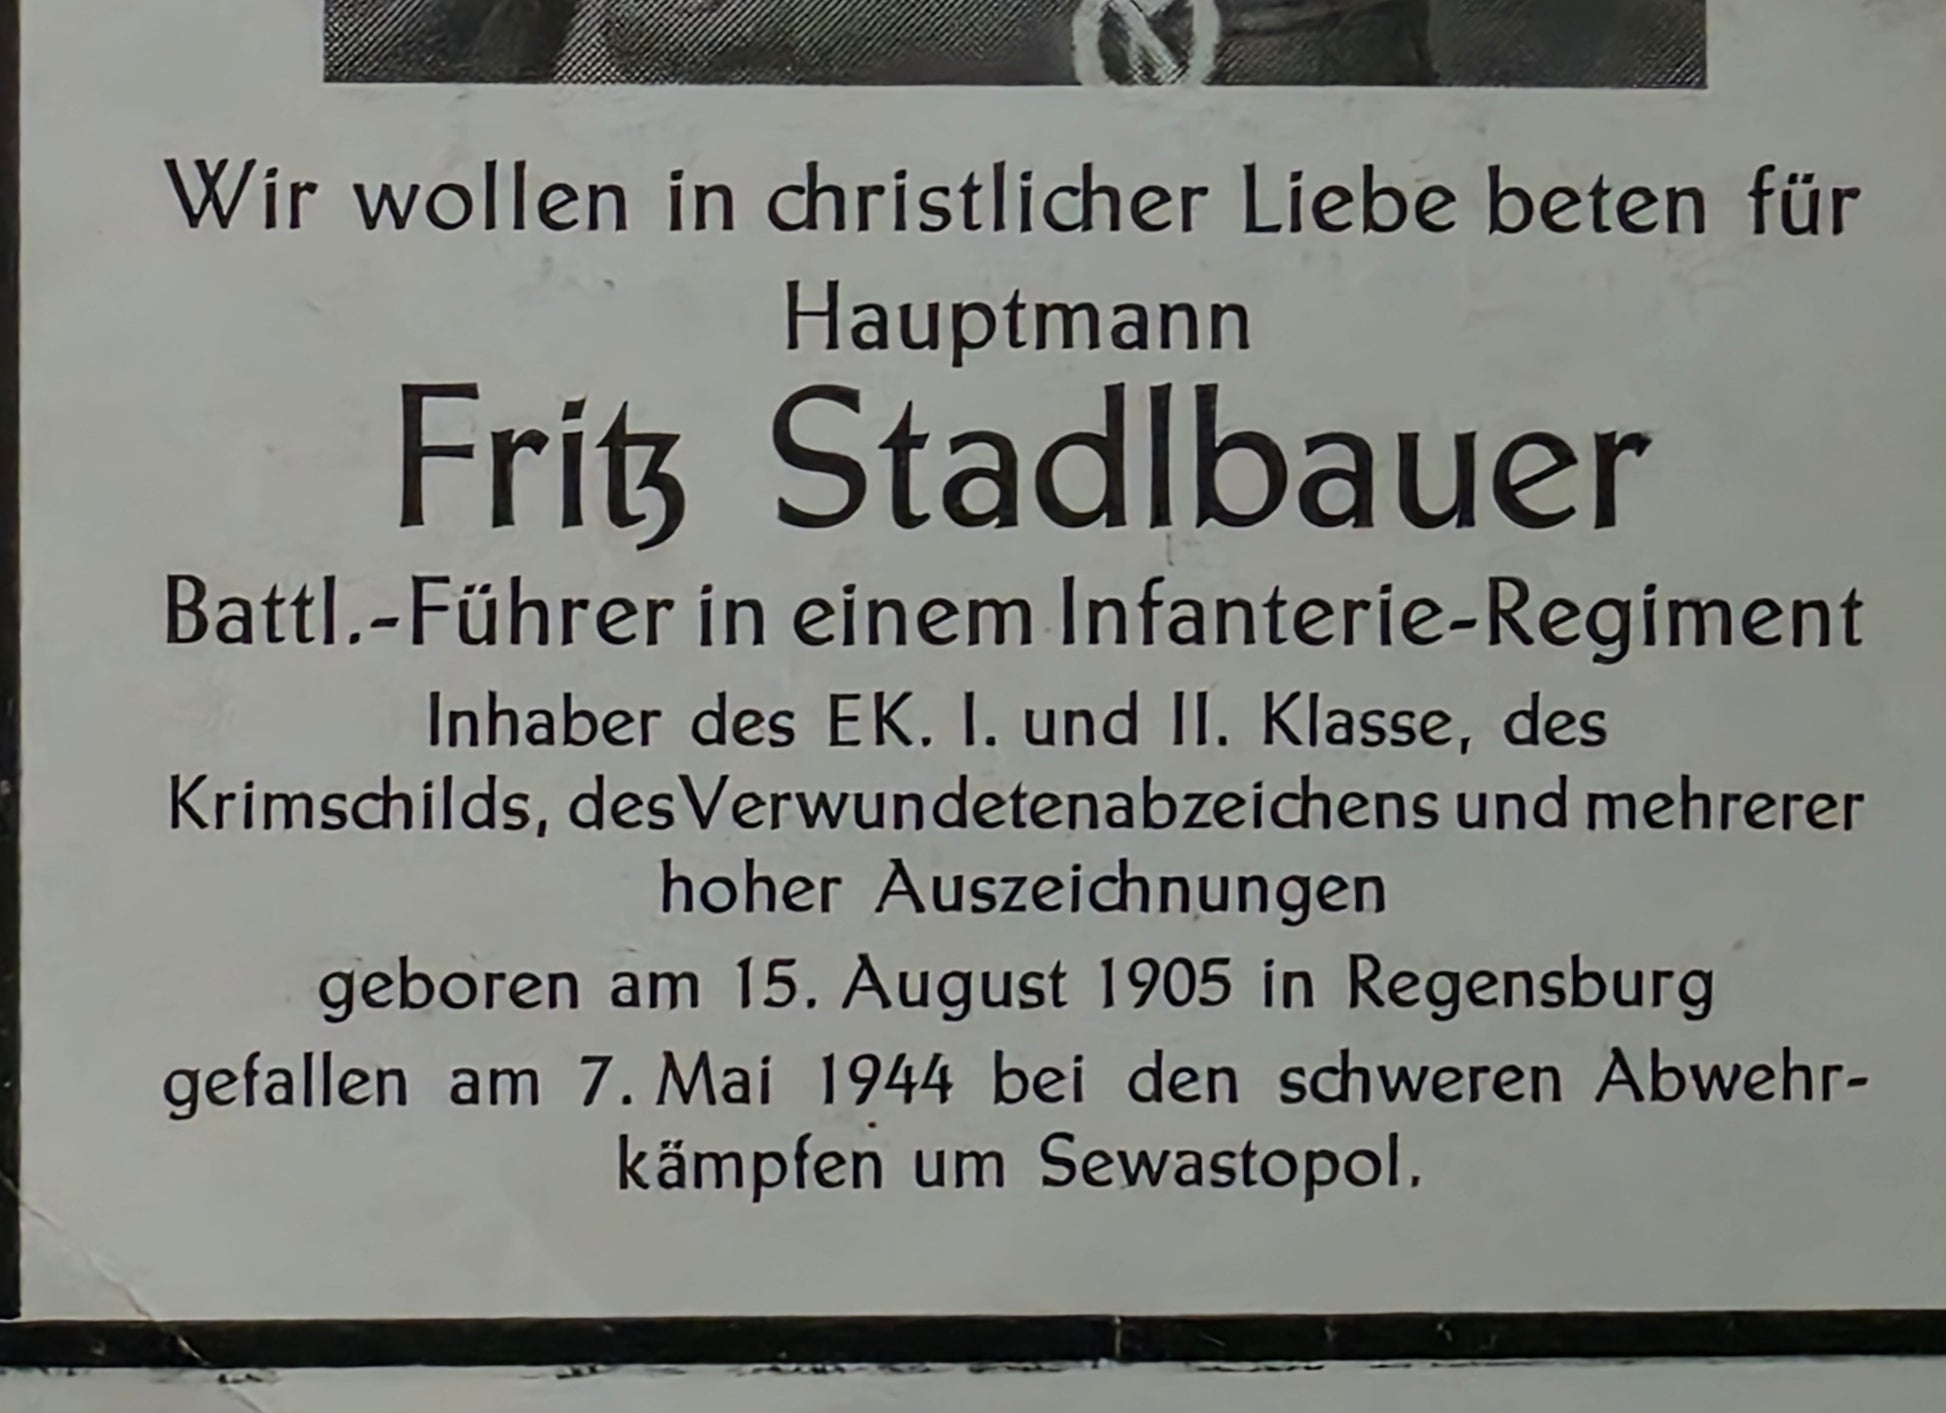 Wir wollen in christlicher Liebe beten für
Hauptmann
Fritz Stadlbauer
Battl.-Führer in einem Infanterie-Regiment
Inhaber des EK. I. und II. Klasse, des
Krimschilds, des Verwundetenabzeichens und mehrerer
hoher Auszeichnungen
geboren am 15. August 1905 in Regensburg
gefallen am 7. Mai 1944 bei den schweren Abwehr-
kämpfen um Sewastopol.